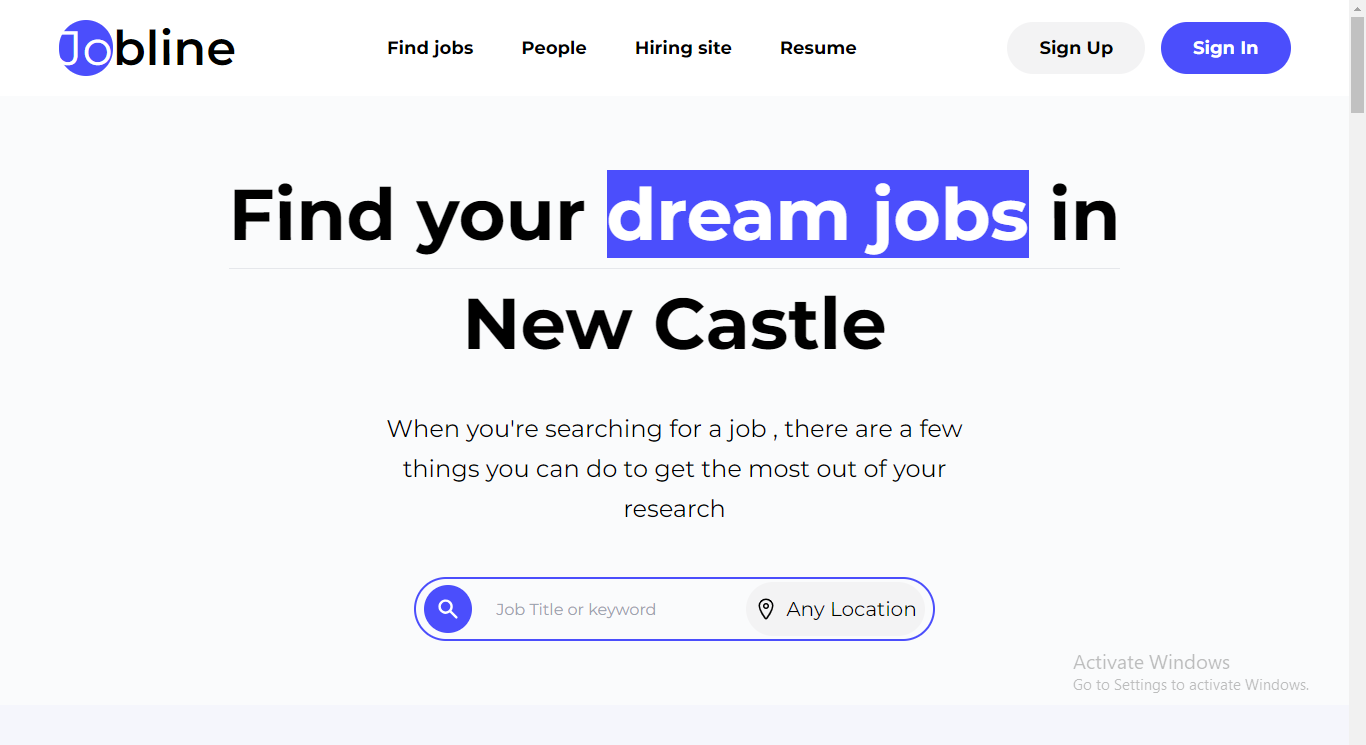 Jobline
Find jobs
People
Hiring site
Resume
Sign Up
Sign In
Find your dream jobs in
New Castle
When you're searching for a job , there are a few
things you can do to get the most out of your
research
Job Title or keyword
Any Location
Activate Windows
Go to Settings to activate Windows.